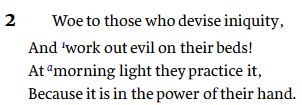 2 Woe to those who devise iniquity,
And ¹work out evil on their beds!
At ᵃmorning light they practice it,
Because it is in the power of their hand.